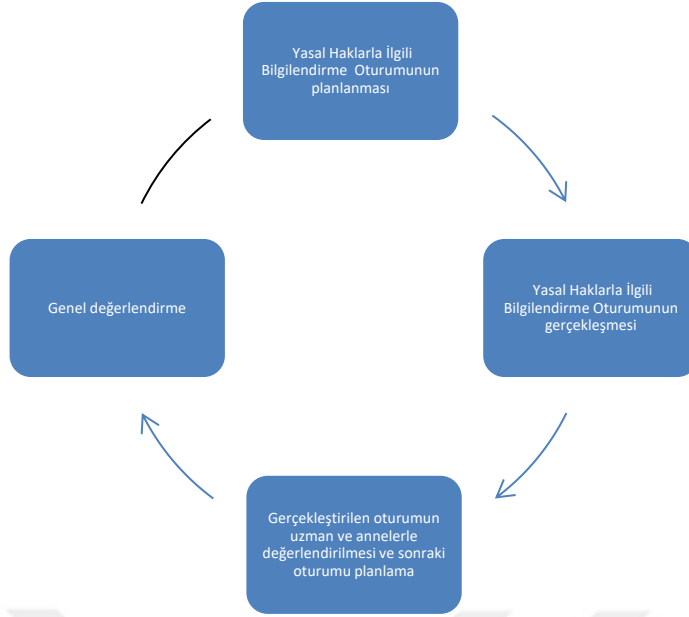 Yasal Haklarla İlgili
Bilgilendirme Oturumunun
planlanması
Yasal Haklarla İlgili
Bilgilendirme Oturumunun
gerçekleşmesi
Gerçekleştirilen oturumun
uzman ve annelerle
değerlendirilmesi ve sonraki
oturumu planlama
Genel değerlendirme